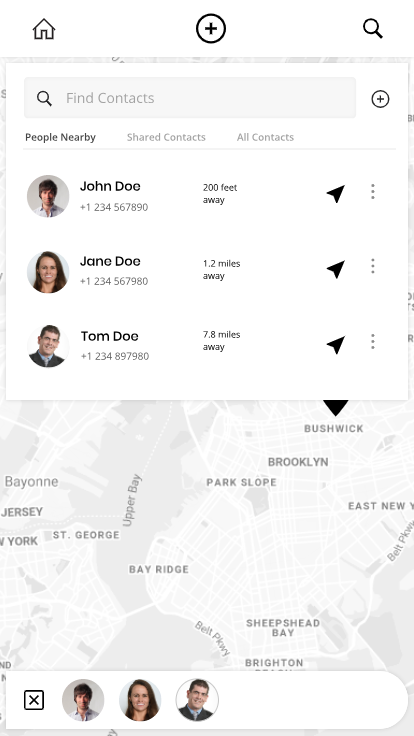 Find Contacts
People Nearby
Shared Contacts
All Contacts
John Doe
200 feet
away
+1 234 567890
Jane Doe
1.2 miles
away
+1 234 567980
Tom Doe
7.8 miles
away
+1 234 897980
BUSHWICK
BROOKLYN
Bayonne
PARK SLOPE
Upper Bay
JERSEY
EAST NEW Y
W YORK
ST. GEORGE
Belt Pkwy
BAY RIDGE
Belt Pkwy
SHEEPSHEAD
BAY
BRIGHTON